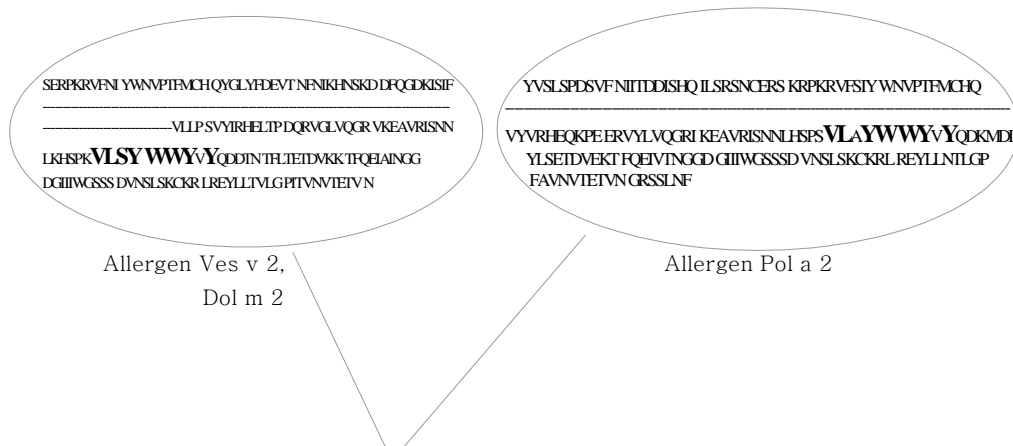 SERPKRVFNI YWNVPTFMCH QYGLYFDEVT NFNIKHNSKD DFQGDKISIF
--------------------------------------------------
----------------VLLP SVYIRHELTP DQRVGLVQGR VKEAVRISNN
LKHSPKVLSY WWYVYQDDTN TFLTETDVKK TFQEIAINGG
DGIIIWGSSS DVNSLSKCKR LREYLLTVLG PITVNVTETV N
Allergen Ves v 2,
Dol m 2
YVSLSPDSVF NIITDDISHQ ILSRSNCERS KRPKRVFSIY WNVPTFMCHQ
--------------------------------------------------
VYVRHEQKPE ERVYLVQGRI KEAVRISNNLHSPSVLAYWWYVYQDKMDI
YLSETDVEKT FQEIVTNGGD GIIIWGSSSD VNSLSKCKRL REYLLNTLGP
FAVNVTETVN GRSSLNF
Allergen Pol a 2